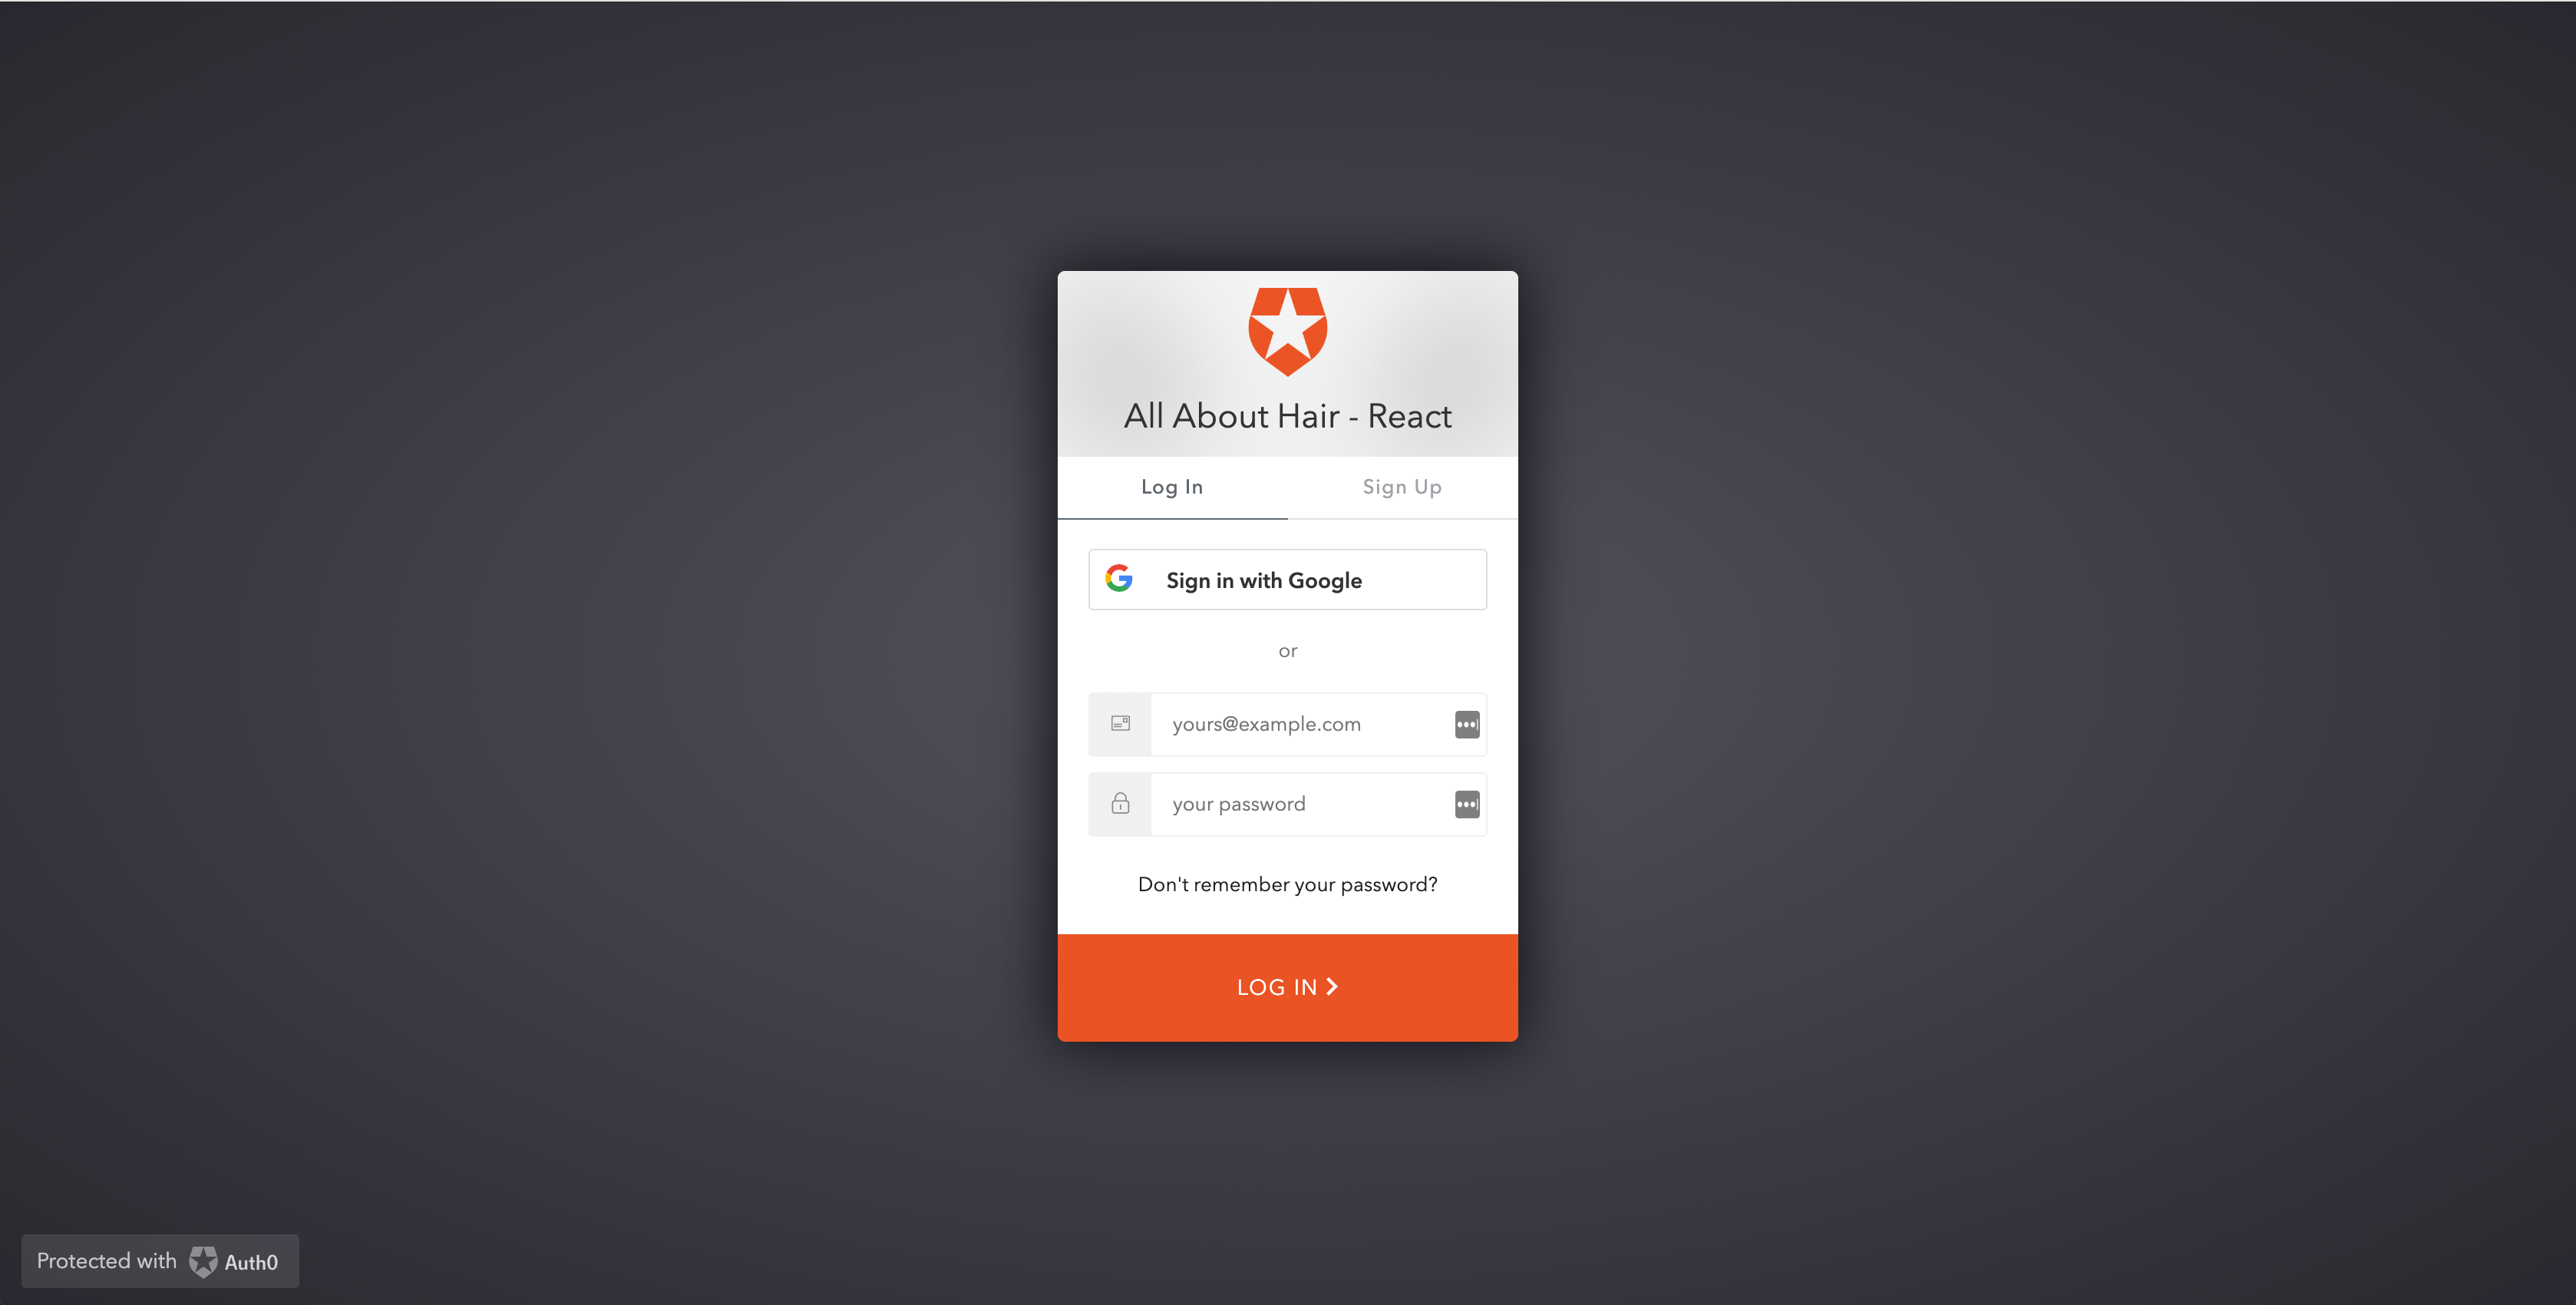 All About Hair - React
Log In
Sign Up
Sign in with Google
or
yours@example.com
your password
Don't remember your password?
LOG IN
Protected with Auth0